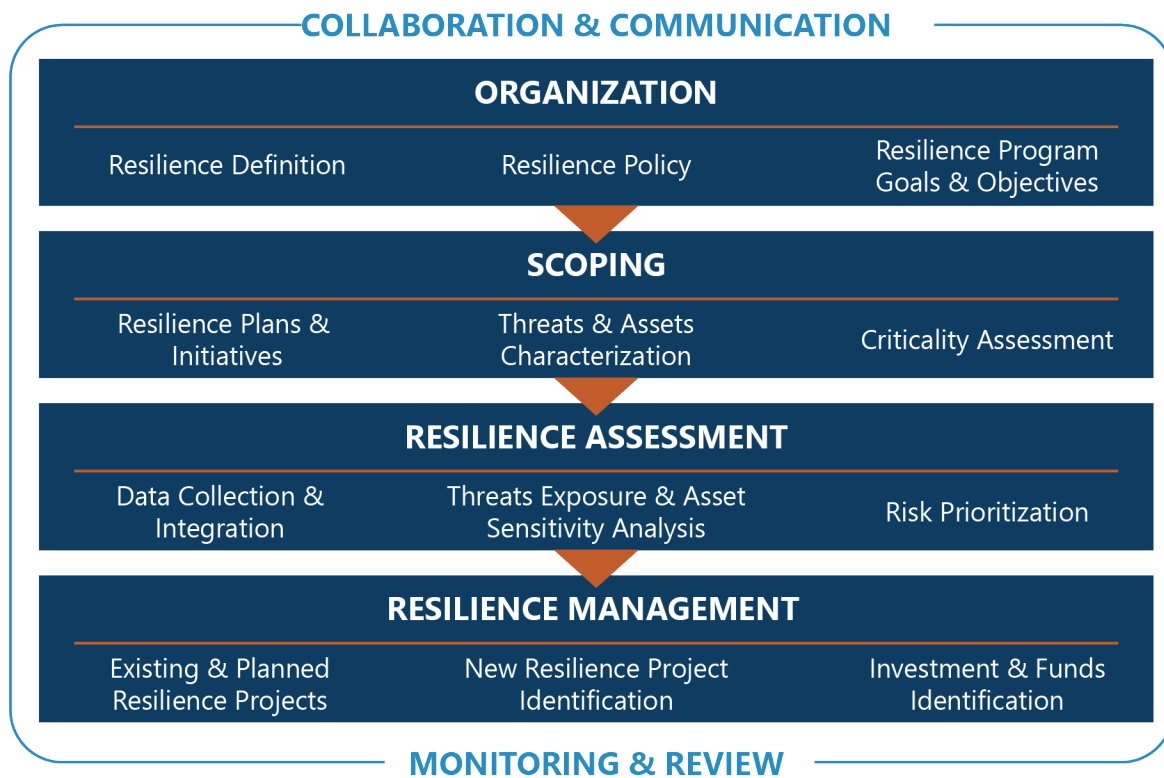 COLLABORATION & COMMUNICATION
ORGANIZATION
Resilience Definition
Resilience Policy
Resilience Program
Goals & Objectives
SCOPING
Resilience Plans &
Initiatives
Threats & Assets
Characterization
Criticality Assessment
RESILIENCE ASSESSMENT
Data Collection &
Integration
Threats Exposure & Asset
Sensitivity Analysis
Risk Prioritization
RESILIENCE MANAGEMENT
Existing & Planned
Resilience Projects
New Resilience Project
Identification
Investment & Funds
Identification
MONITORING & REVIEW